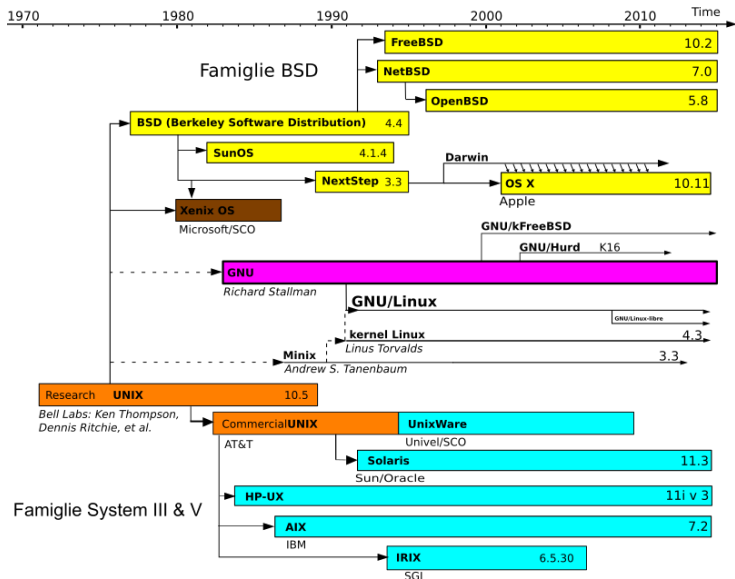 1970 1980 1990 2000 2010 Time
FreeBSD 10.2
Famiglie BSD
NetBSD 7.0
OpenBSD 5.8
BSD (Berkeley Software Distribution) 4.4
SunOS 4.1.4
Darwin
NextStep 3.3
OS X 10.11
Apple
Xenix OS
Microsoft/SCO
GNU/kFreeBSD
GNU/Hurd K16
GNU
Richard Stallman
GNU/Linux
GNU/Linux-libre
kernel Linux 4.3
Linus Torvalds
Minix 3.3
Andrew S. Tanenbaum
Research UNIX 10.5
Bell Labs: Ken Thompson,
Dennis Ritchie, et al.
CommercialUNIX UnixWare
AT&T Univel/SCO
Solaris 11.3
Sun/Oracle
HP-UX 11i v 3
Famiglie System III & V
AIX 7.2
IBM
IRIX 6.5.30
SGI